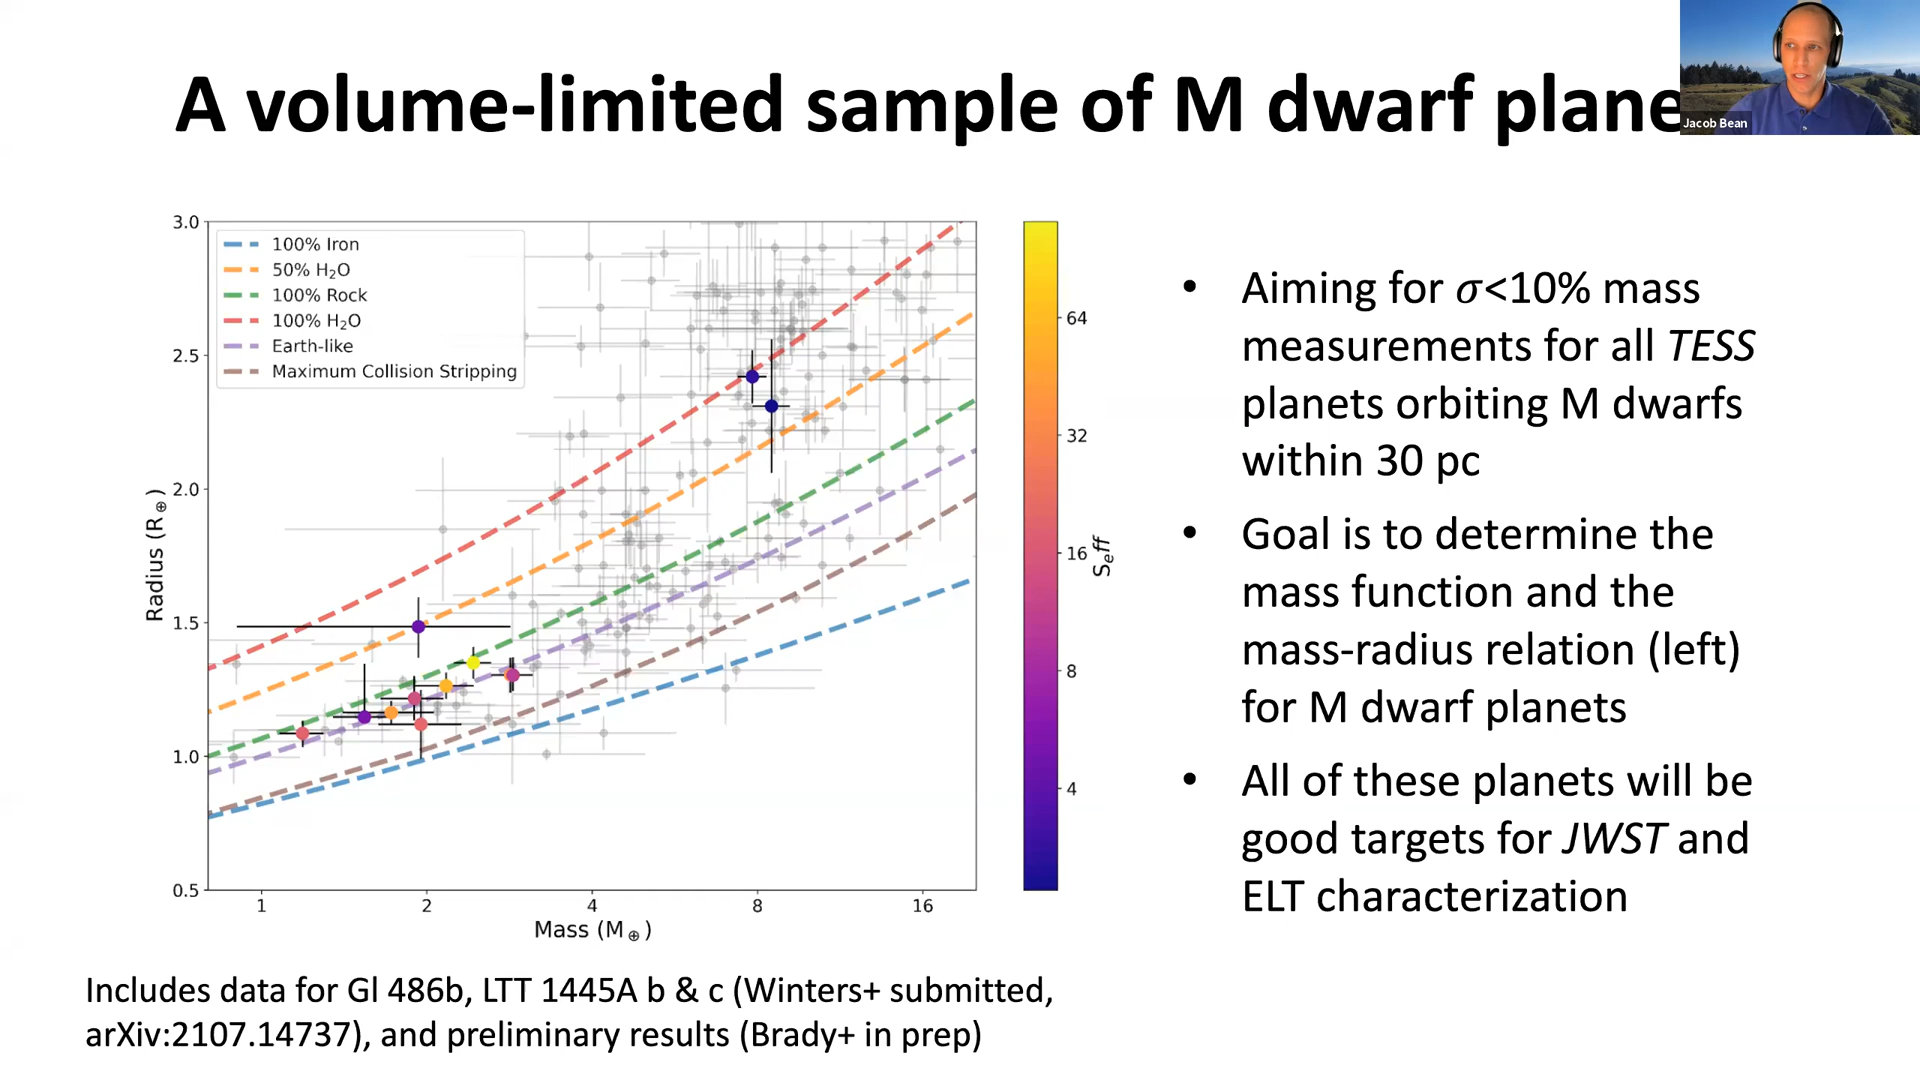 A volume-limited sample of M dwarf plane
Jacob Bean
3.0
2.5
2.0
1.5
1.0
0.5
Radius (R⊕)
100% Iron
50% H₂O
100% Rock
100% H₂O
Earth-like
Maximum Collision Stripping
1 2 4 8 16
Mass (M⊕)
64
32
16
8
4
Seff
• Aiming for σ<10% mass
measurements for all TESS
planets orbiting M dwarfs
within 30 pc
• Goal is to determine the
mass function and the
mass-radius relation (left)
for M dwarf planets
• All of these planets will be
good targets for JWST and
ELT characterization
Includes data for Gl 486b, LTT 1445A b & c (Winters+ submitted,
arXiv:2107.14737), and preliminary results (Brady+ in prep)